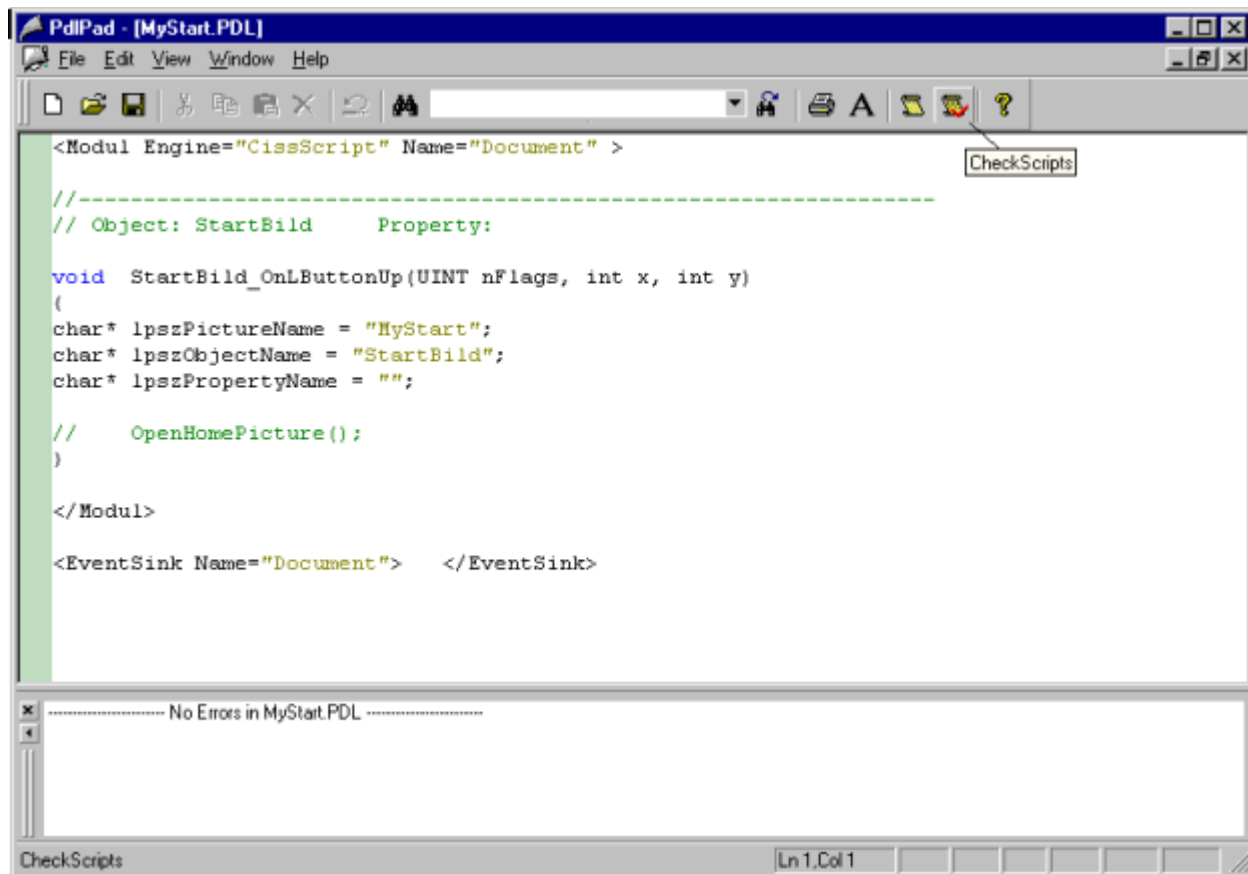 PdlPad - [MyStart.PDL]
File Edit View Window Help
<Modul Engine="CissScript" Name="Document" >
CheckScripts
//------------------------------------------------------------------
// Object: StartBild     Property:
void  StartBild_OnLButtonUp(UINT nFlags, int x, int y)
{
char* lpszPictureName = "MyStart";
char* lpszObjectName = "StartBild";
char* lpszPropertyName = "";
//    OpenHomePicture();
}
</Modul>
<EventSink Name="Document">   </EventSink>
------------------------- No Errors in MyStart.PDL -------------------------
CheckScripts
Ln 1,Col 1